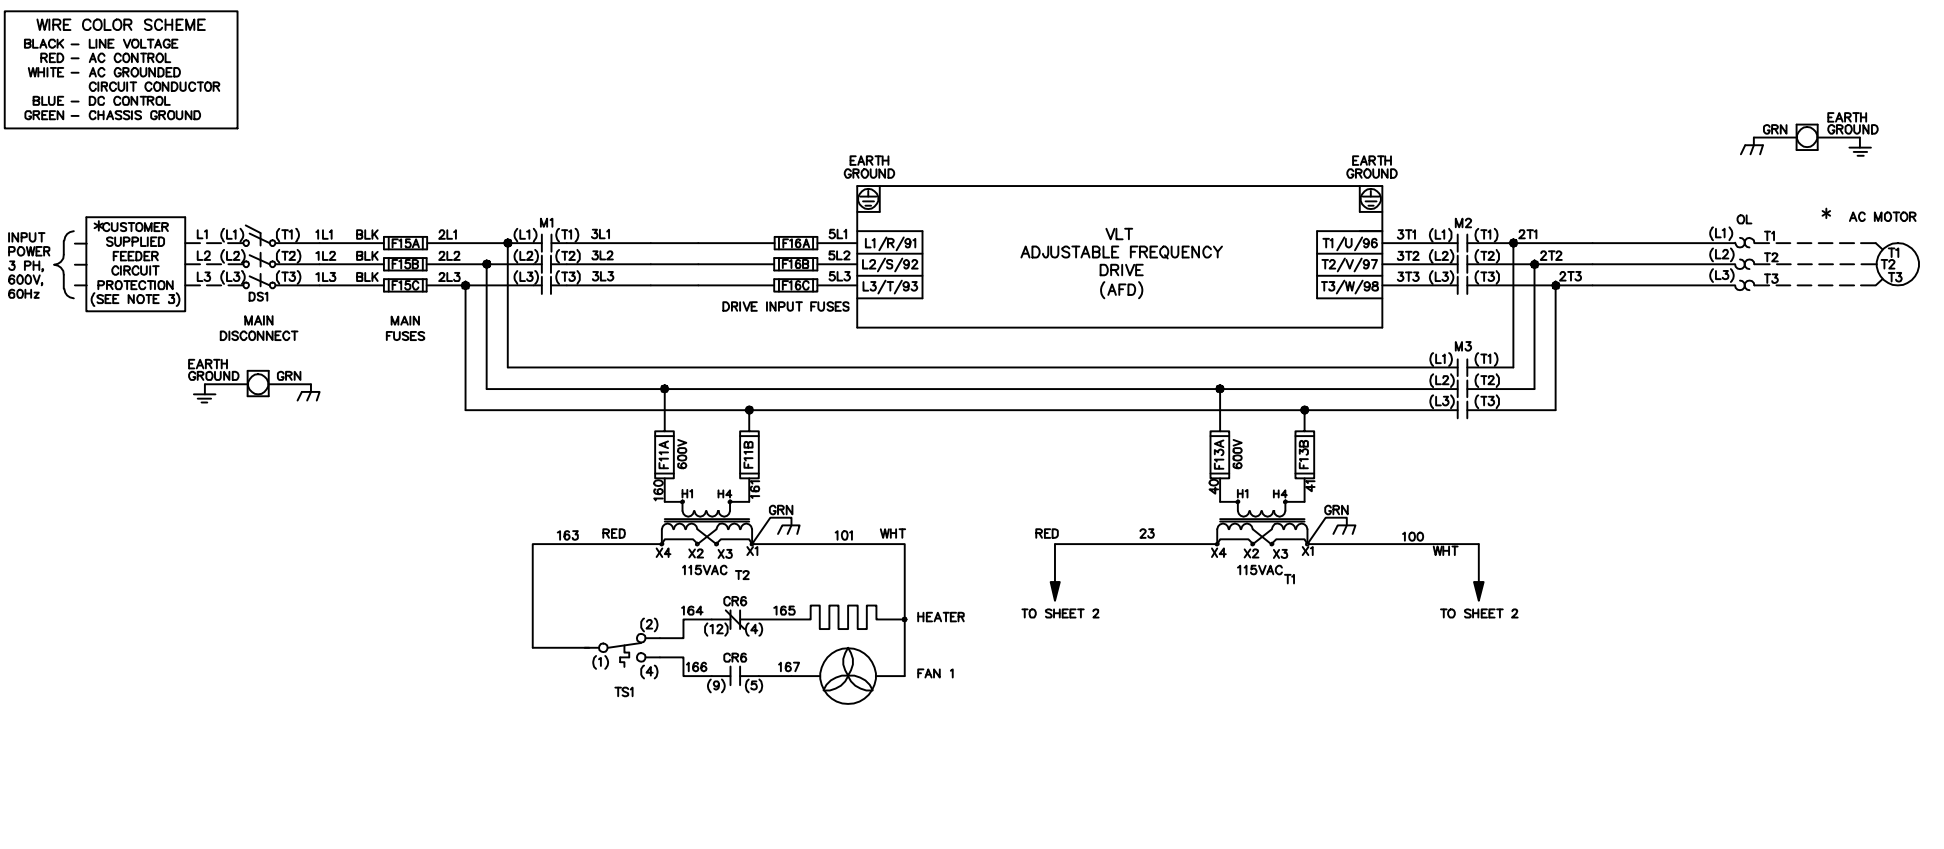 WIRE COLOR SCHEME
BLACK – LINE VOLTAGE
RED – AC CONTROL
WHITE – AC GROUNDED
CIRCUIT CONDUCTOR
BLUE – DC CONTROL
GREEN – CHASSIS GROUND
GRN
EARTH
GROUND
EARTH
GROUND
EARTH
GROUND
INPUT
POWER
3 PH,
600V,
60Hz
*CUSTOMER
SUPPLIED
FEEDER
CIRCUIT
PROTECTION
(SEE NOTE 3)
L1 (L1) (T1) 1L1 BLK F15A 2L1 (L1) M1 (T1) 3L1 F16A 5L1 L1/R/91
L2 (L2) 1L2 BLK F15B 2L2 (L2) 3L2 F16B 5L2 L2/S/92
L3 (L3) (T3) 1L3 BLK F15C 2L3 (L3) (T3) 3L3 F16C 5L3 L3/T/93
DS1
MAIN
DISCONNECT
MAIN
FUSES
DRIVE INPUT FUSES
VLT
ADJUSTABLE FREQUENCY
DRIVE
(AFD)
T1/U/96 3T1 (L1) M2 (T1) 2T1 (L1) OL T1
T2/V/97 3T2 (L2) (T2) 2T2 (L2) T2
T3/W/98 3T3 (L3) (T3) 2T3 (L3) T3
* AC MOTOR
T1
T2
T3
EARTH
GROUND
GRN
M3
(L1) (T1)
(L2) (T2)
(L3) (T3)
F11A
600V
F11B
160
161
H1 H4
GRN
163 RED
101 WHT
X4 X2 X3 X1
115VAC T2
F13A
600V
F13B
40
41
H1 H4
GRN
RED 23
100
WHT
X4 X2 X3 X1
115VAC T1
TO SHEET 2
TO SHEET 2
164 CR6 165
(12) (4)
HEATER
(2)
(1)
(4)
TS1
166 CR6 167
(9) (5)
FAN 1